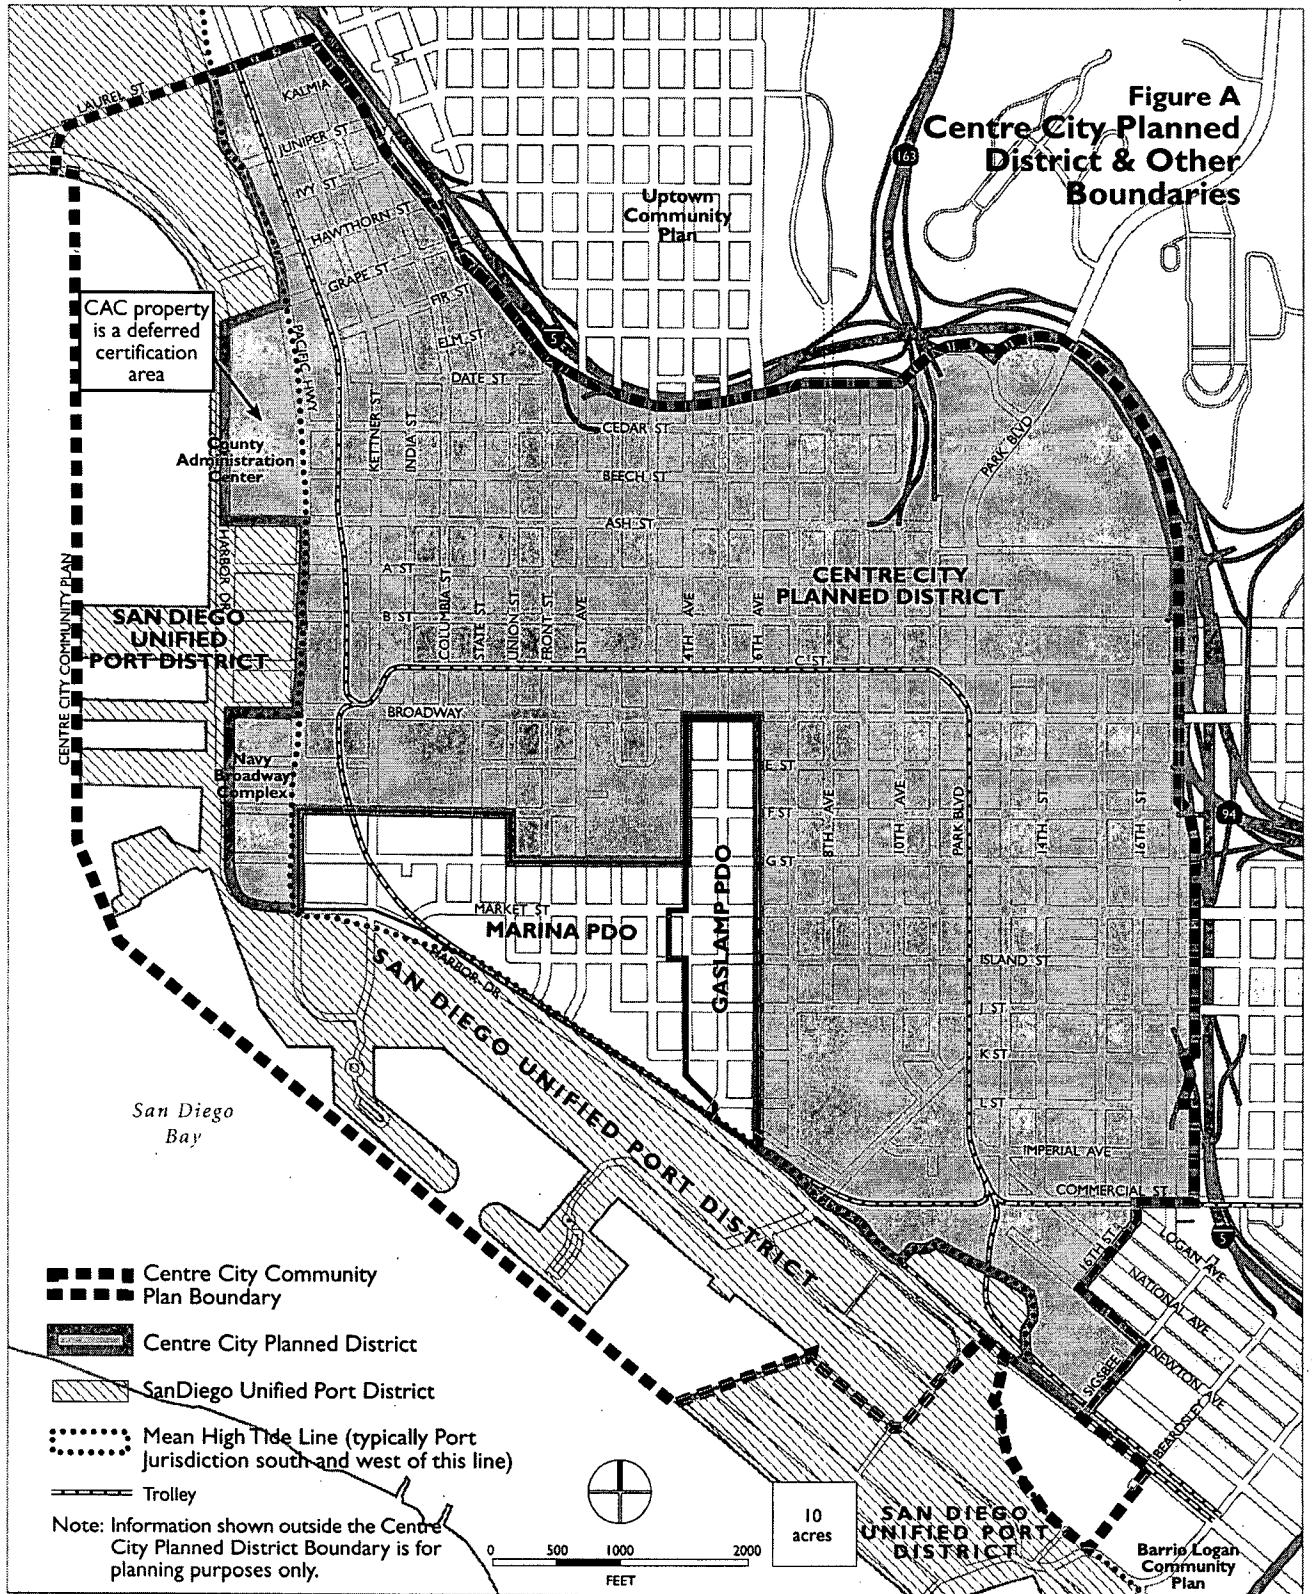 Figure A
Centre City Planned
District & Other
Boundaries
163
ST
LAUREL ST
KALMIA
JUNIPER ST
IVY ST
HAWTHORN ST
GRAPE ST
FIR ST
ELM ST
DATE ST
CEDAR ST
BEECH ST
ASH ST
A ST
B ST
C ST
BROADWAY
Uptown
Community
Plan
5
CAC property
is a deferred
certification
area
PACIFIC HWY
KETTNER ST
INDIA ST
County
Administration
Center
HARBOR DR
PARK BLVD
CENTRE CITY
PLANNED DISTRICT
CENTRE CITY COMMUNITY PLAN
SAN DIEGO
UNIFIED
PORT DISTRICT
COLUMBIA ST
STATE ST
UNION ST
FRONT ST
1ST AVE
4TH AVE
6TH AVE
Navy
Broadway
Complex
E ST
F ST
G ST
8TH AVE
10TH AVE
PARK BLVD
14TH ST
16TH ST
94
MARKET ST
MARINA PDO
GASLAMP PDO
HARBOR DR
ISLAND ST
J ST
K ST
L ST
IMPERIAL AVE
COMMERCIAL ST
SAN DIEGO UNIFIED PORT DISTRICT
San Diego
Bay
16TH ST
LOGAN AVE
5
NATIONAL AVE
NEWTON AVE
SIGSBEE
BEARDSLEY
Centre City Community
Plan Boundary
Centre City Planned District
SanDiego Unified Port District
Mean High Tide Line (typically Port
Jurisdiction south and west of this line)
Trolley
Note: Information shown outside the Centre
City Planned District Boundary is for
planning purposes only.
0 500 1000 2000
FEET
10
acres
SAN DIEGO
UNIFIED PORT
DISTRICT
Barrio Logan
Community
Plan